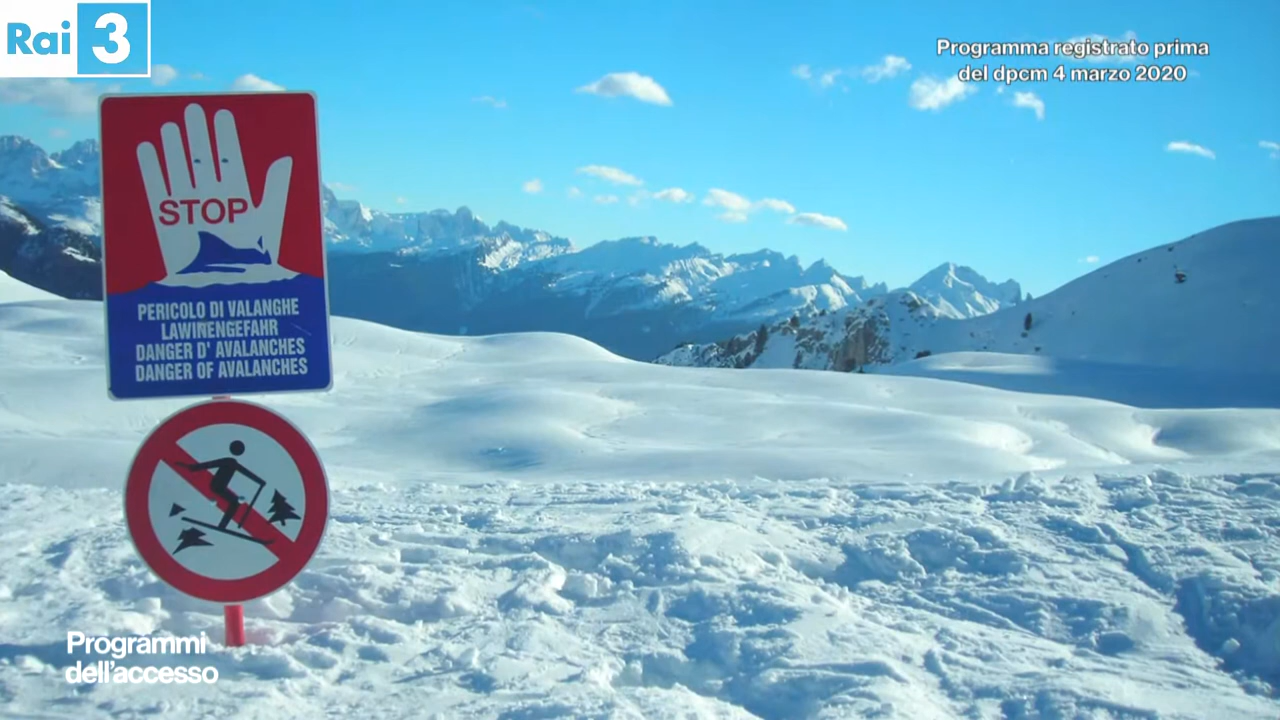 Rai 3
Programma registrato prima
del dpcm 4 marzo 2020
STOP
PERICOLO DI VALANGHE
LAWINENGEFAHR
DANGER D' AVALANCHES
DANGER OF AVALANCHES
Programmi
dell'accesso